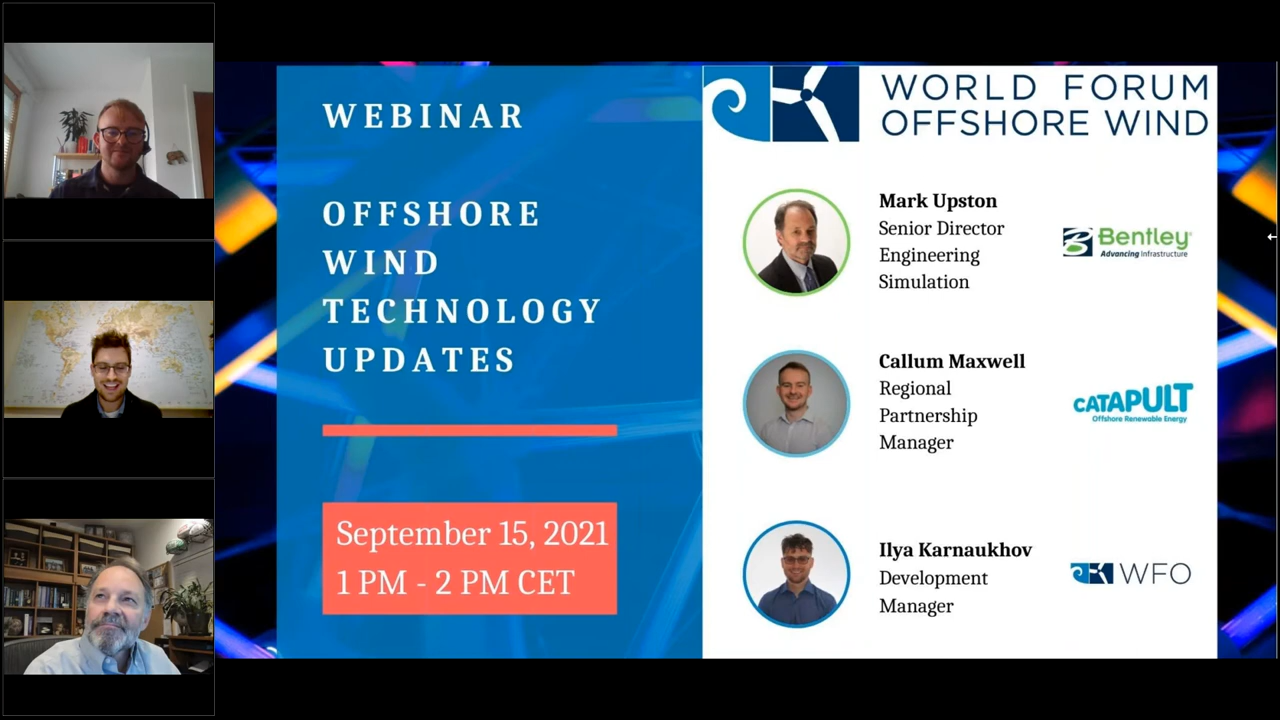 WEBINAR
OFFSHORE
WIND
TECHNOLOGY
UPDATES
September 15, 2021
1 PM - 2 PM CET
WORLD FORUM
OFFSHORE WIND
Mark Upston
Senior Director
Engineering
Simulation
Bentley®
Advancing Infrastructure
Callum Maxwell
Regional
Partnership
Manager
CATAPULT
Offshore Renewable Energy
Ilya Karnaukhov
Development
Manager
WFO